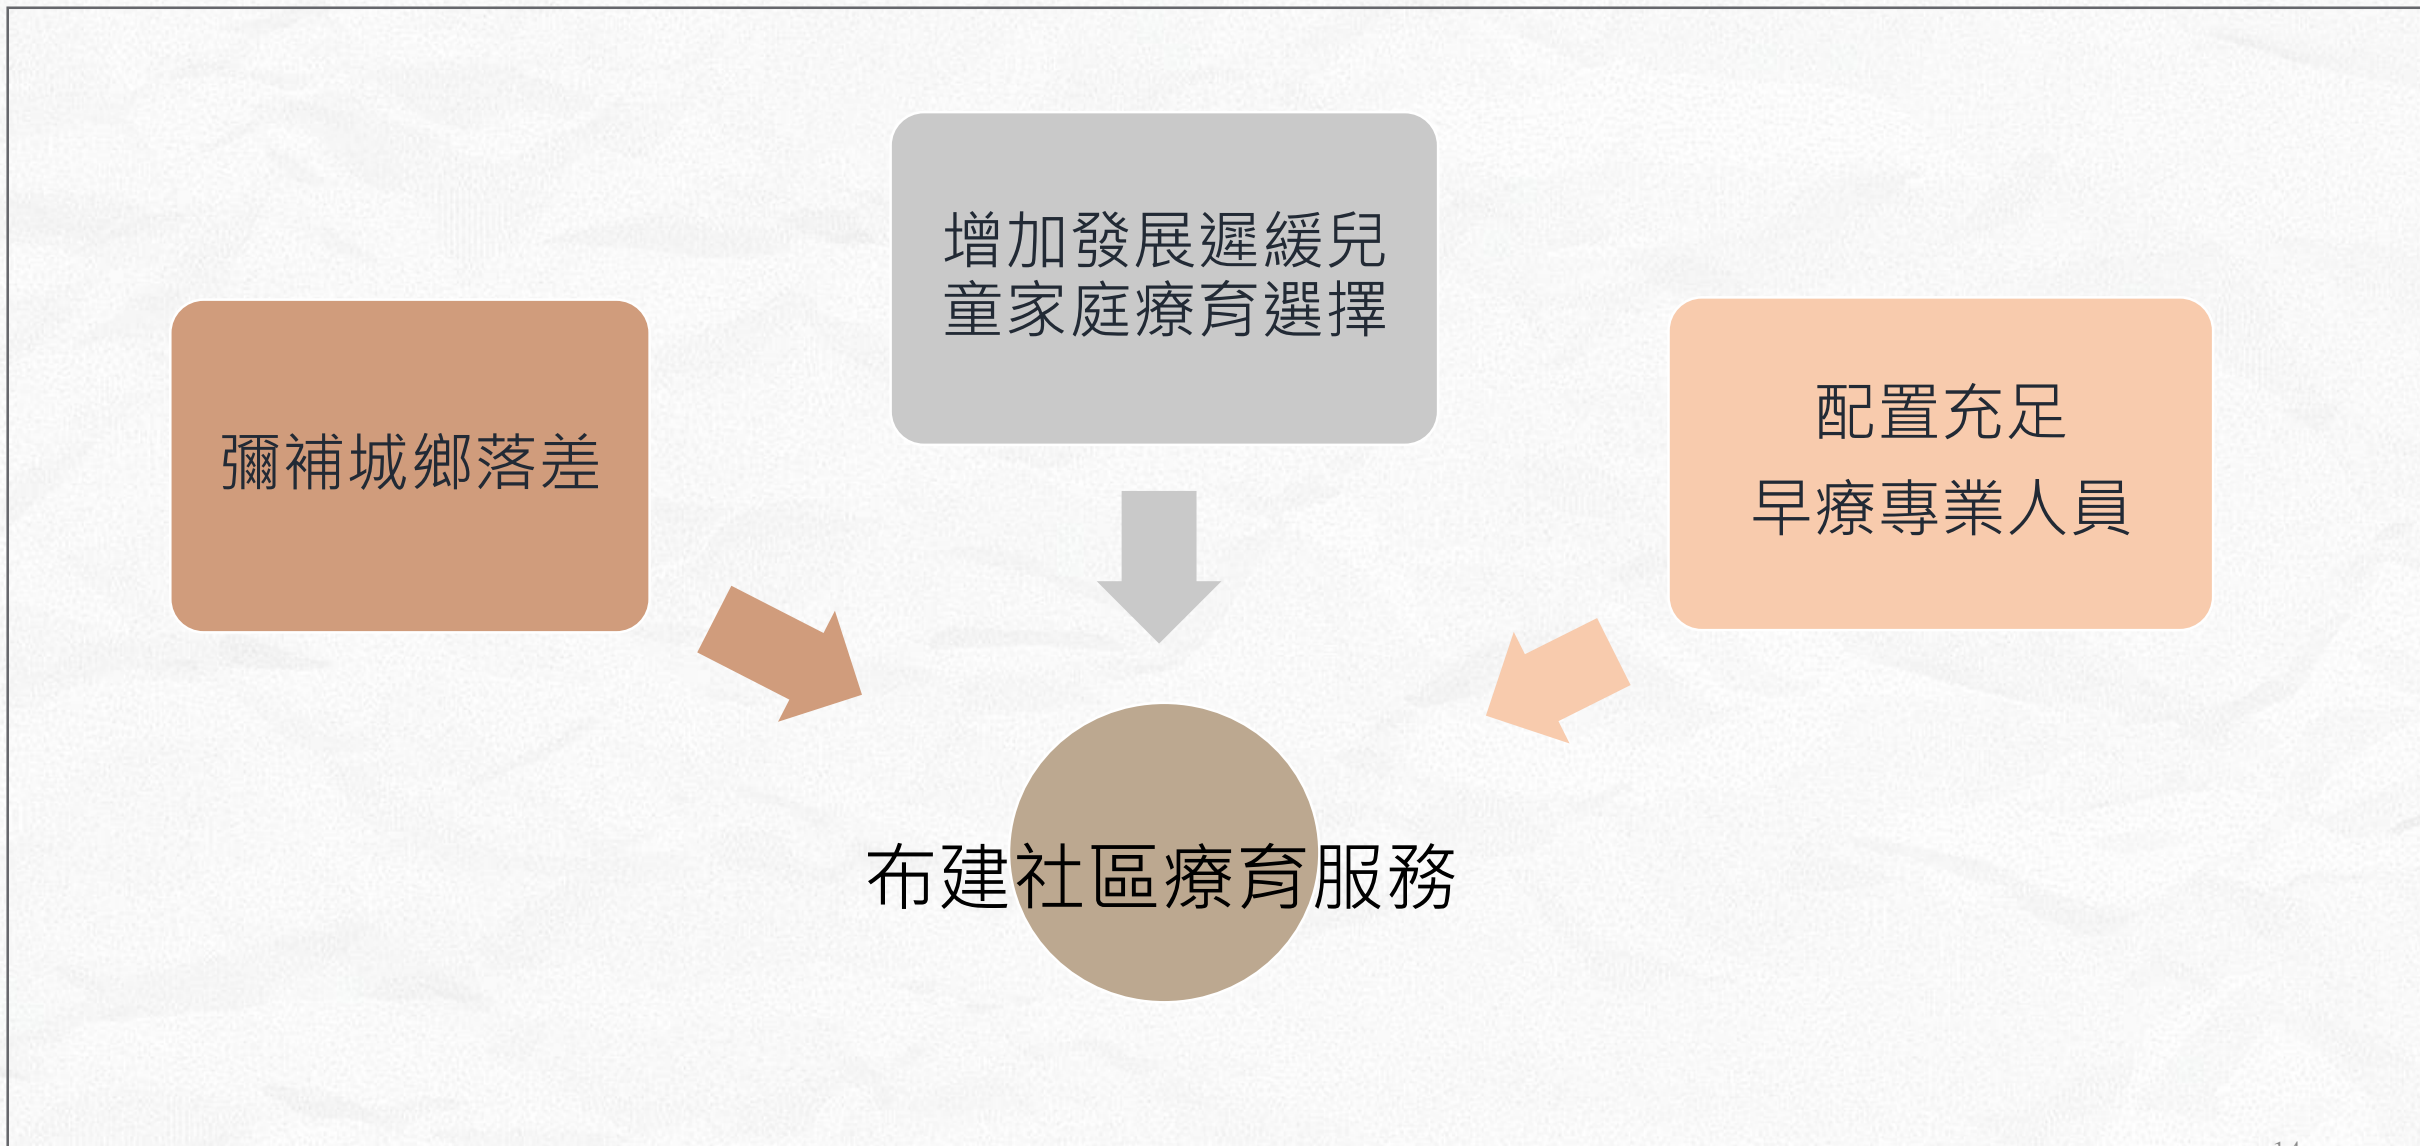 增加發展遲緩兒
童家庭療育選擇
彌補城鄉落差
配置充足
早療專業人員
布建社區療育服務